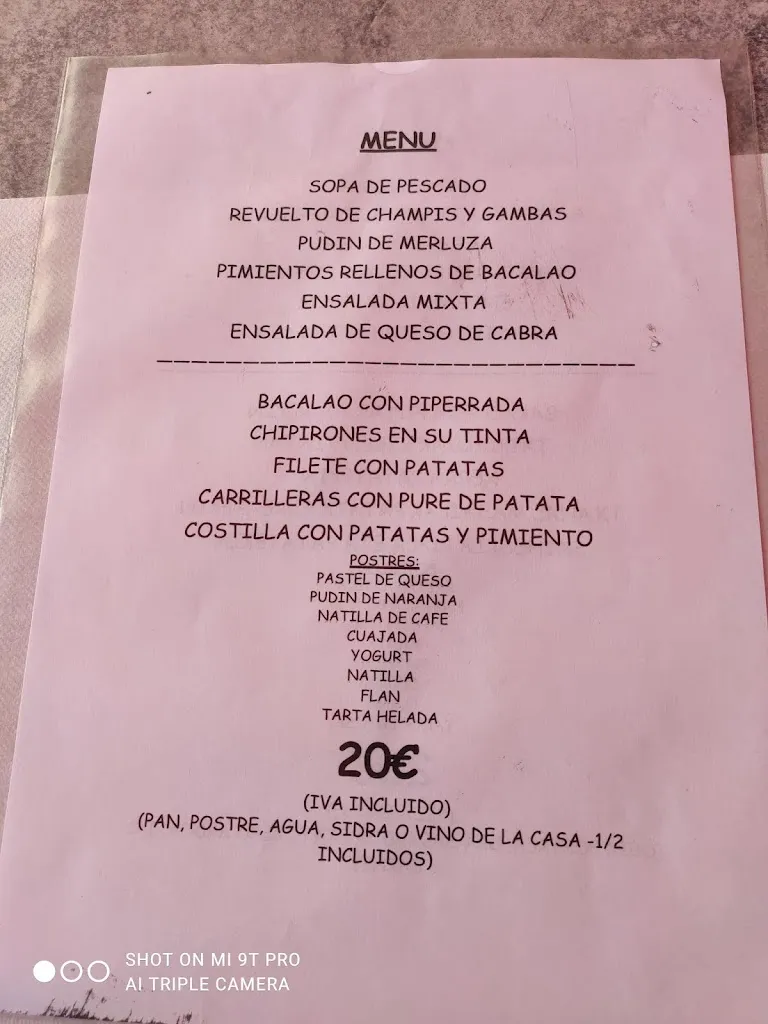 MENU
SOPA DE PESCADO
REVUELTO DE CHAMPIS Y GAMBAS
PUDIN DE MERLUZA
PIMIENTOS RELLENOS DE BACALAO
ENSALADA MIXTA
ENSALADA DE QUESO DE CABRA
BACALAO CON PIPERRADA
CHIPIRONES EN SU TINTA
FILETE CON PATATAS
CARRILLERAS CON PURE DE PATATA
COSTILLA CON PATATAS Y PIMIENTO
POSTRES:
PASTEL DE QUESO
PUDIN DE NARANJA
NATILLA DE CAFE
CUAJADA
YOGURT
NATILLA
FLAN
TARTA HELADA
20€
(IVA INCLUIDO)
(PAN, POSTRE, AGUA, SIDRA O VINO DE LA CASA -1/2
INCLUIDOS)
SHOT ON MI 9T PRO
AI TRIPLE CAMERA